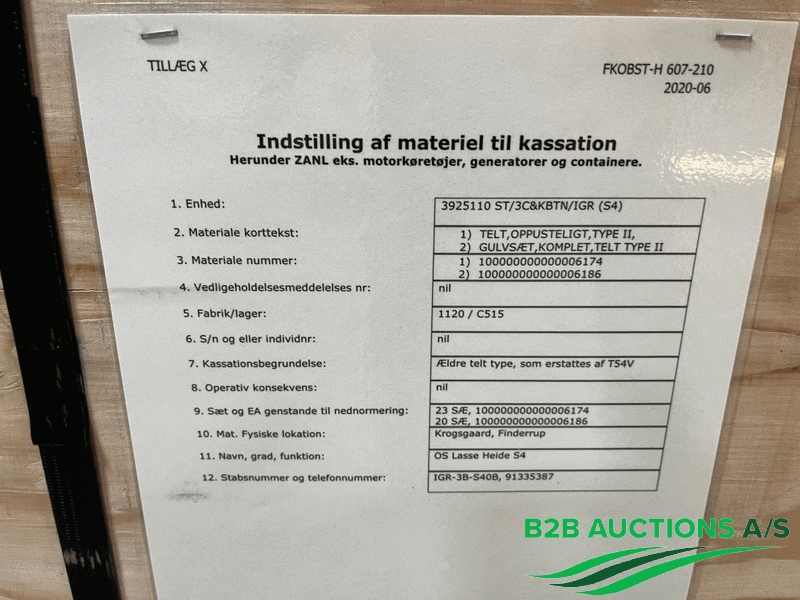 TILLÆG X
FKOBST-H 607-210
2020-06
Indstilling af materiel til kassation
Herunder ZANL eks. motorkøretøjer, generatorer og containere.
1. Enhed: 3925110 ST/3C&KBTN/IGR (S4)
2. Materiale korttekst: 1) TELT,OPPUSTELIGT,TYPE II,
2) GULVSÆT,KOMPLET,TELT TYPE II
3. Materiale nummer: 1) 100000000000006174
2) 100000000000006186
4. Vedligeholdelsesmeddelelses nr: nil
5. Fabrik/lager: 1120 / C515
6. S/n og eller individnr: nil
7. Kassationsbegrundelse: Ældre telt type, som erstattes af T54V
8. Operativ konsekvens: nil
9. Sæt og EA genstande til nednormering: 23 SÆ, 100000000000006174
20 SÆ, 100000000000006186
10. Mat. Fysiske lokation: Krogsgaard, Finderrup
11. Navn, grad, funktion: OS Lasse Heide S4
12. Stabsnummer og telefonnummer: IGR-3B-S40B, 91335387
B2B AUCTIONS A/S